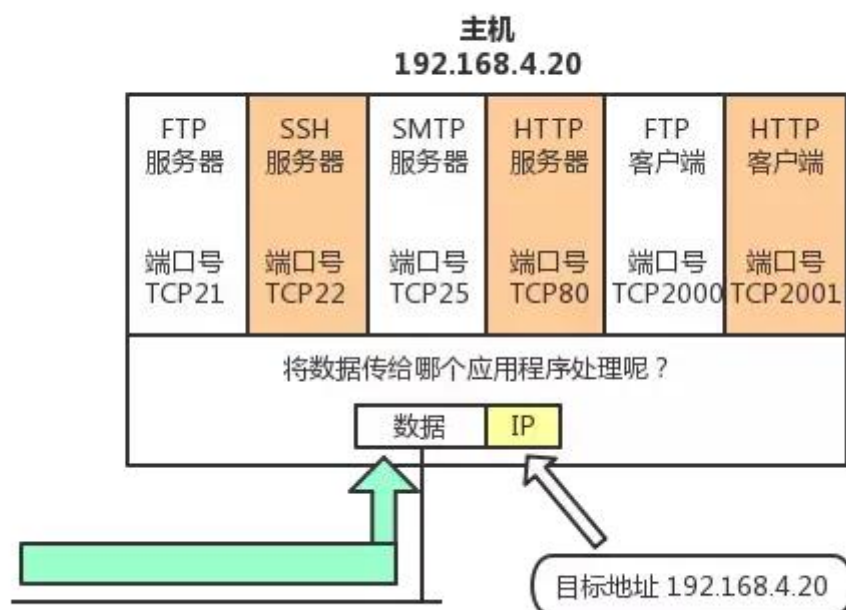 主机
192.168.4.20
FTP
服务器
SSH
服务器
SMTP
服务器
HTTP
服务器
FTP
客户端
HTTP
客户端
端口号
TCP21
端口号
TCP22
端口号
TCP25
端口号
TCP80
端口号
TCP2000
端口号
TCP2001
将数据传给哪个应用程序处理呢？
数据
IP
目标地址 192.168.4.20